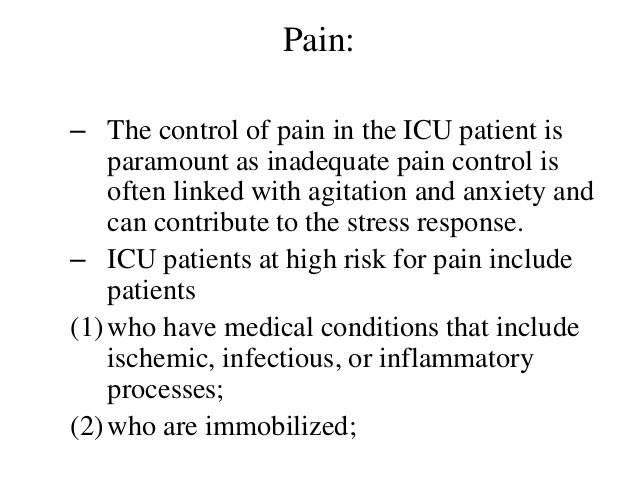 Pain:
– The control of pain in the ICU patient is
paramount as inadequate pain control is
often linked with agitation and anxiety and
can contribute to the stress response.
– ICU patients at high risk for pain include
patients
(1) who have medical conditions that include
ischemic, infectious, or inflammatory
processes;
(2) who are immobilized;